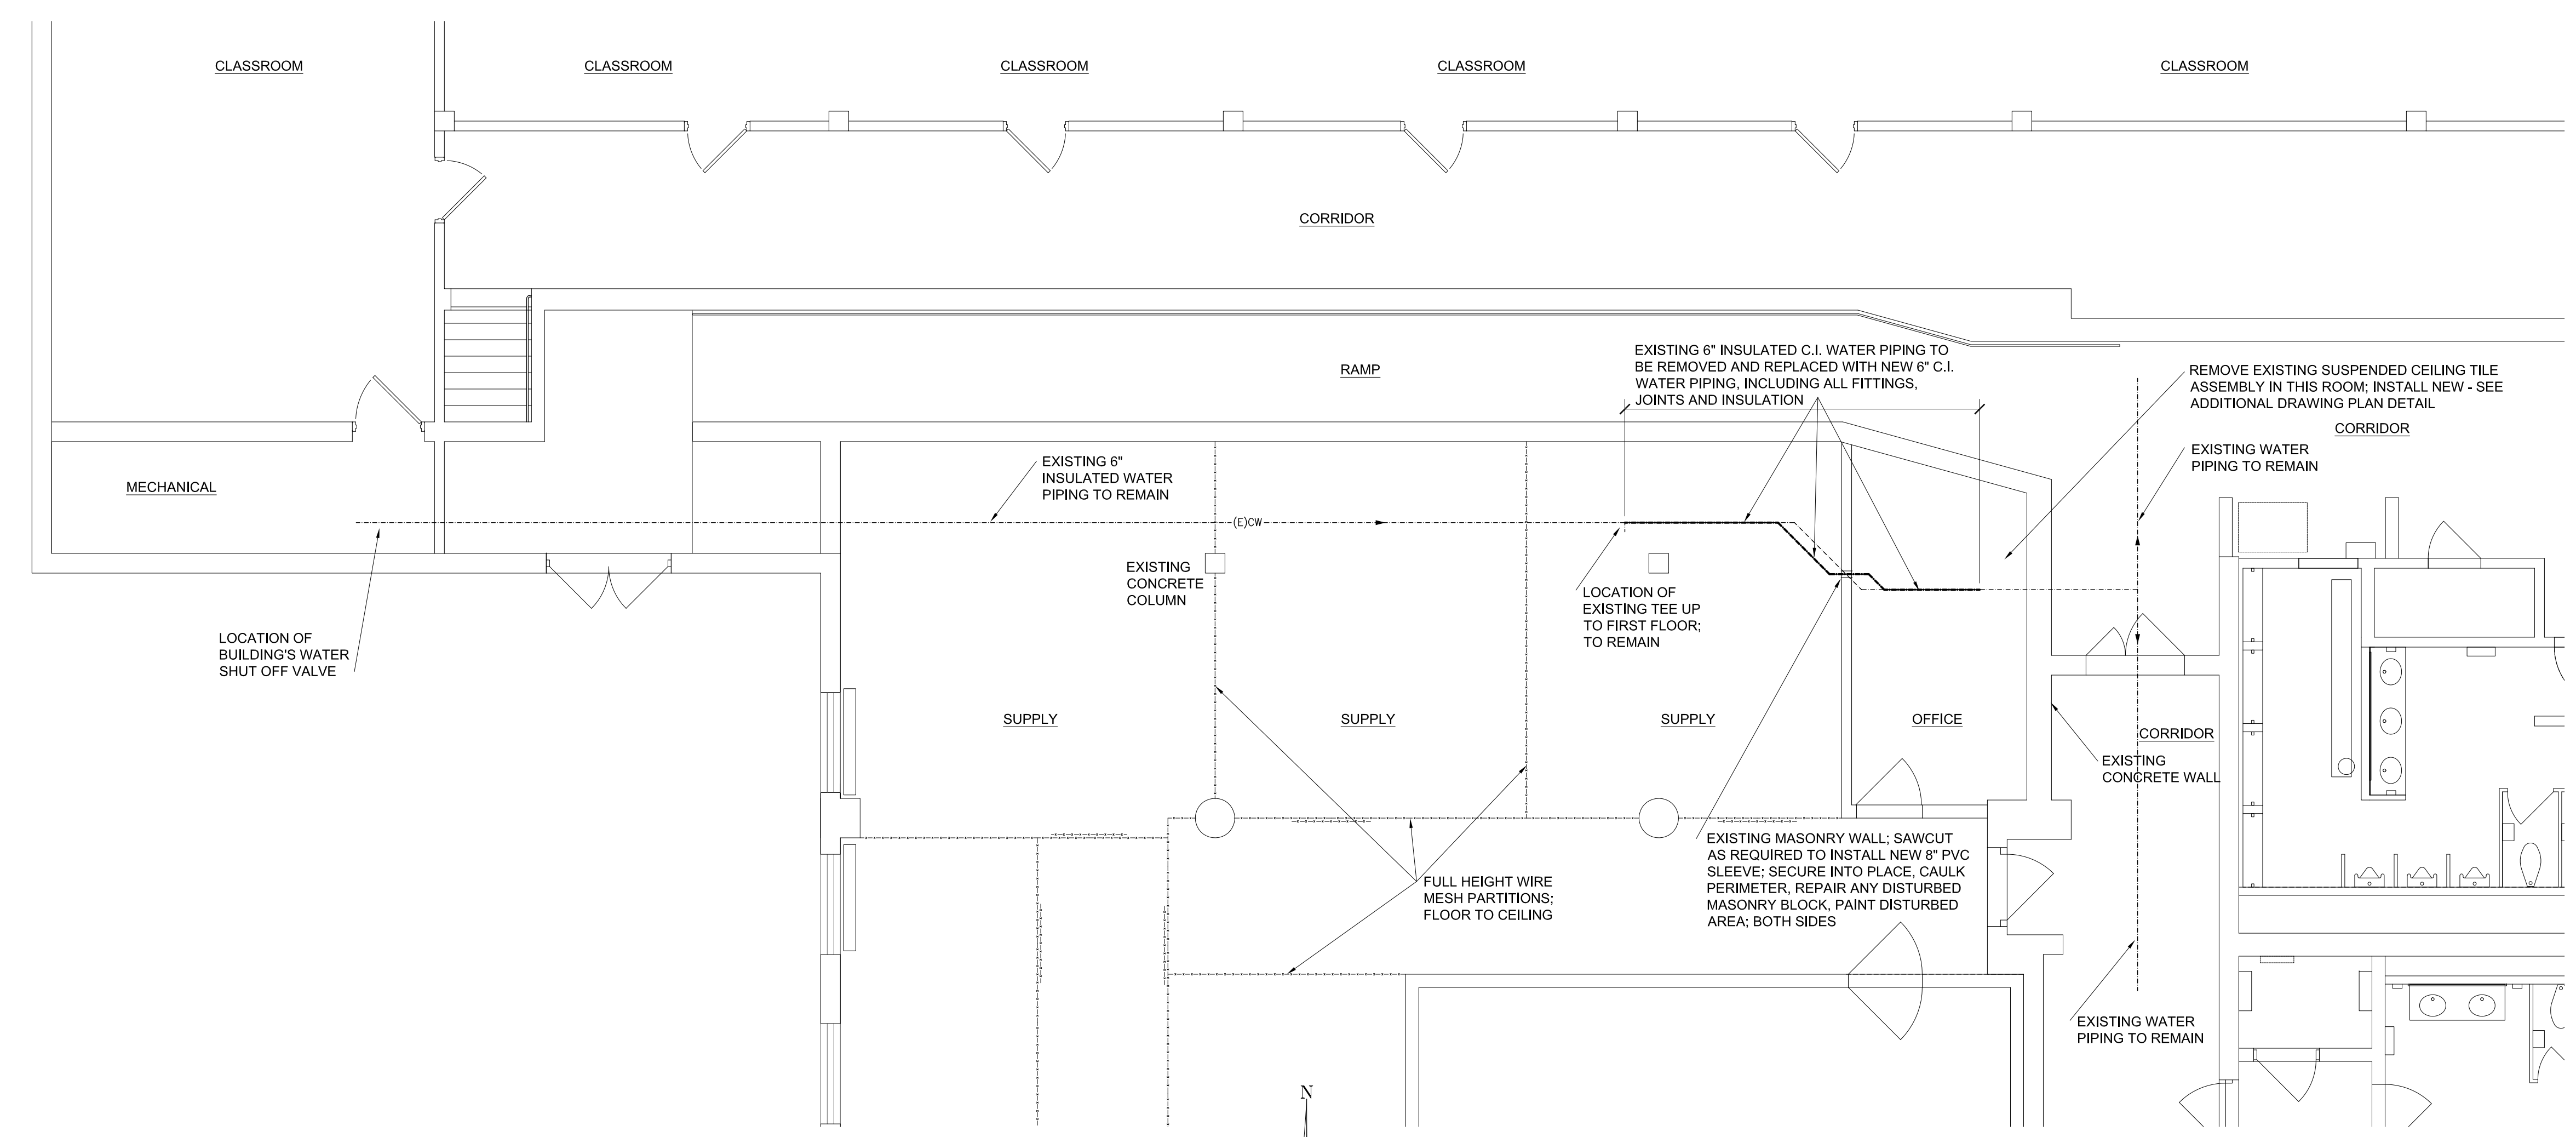 CLASSROOM
CLASSROOM
CLASSROOM
CLASSROOM
CLASSROOM
CORRIDOR
RAMP
EXISTING 6" INSULATED C.I. WATER PIPING TO
BE REMOVED AND REPLACED WITH NEW 6" C.I.
WATER PIPING, INCLUDING ALL FITTINGS,
JOINTS AND INSULATION
REMOVE EXISTING SUSPENDED CEILING TILE
ASSEMBLY IN THIS ROOM; INSTALL NEW - SEE
ADDITIONAL DRAWING PLAN DETAIL
CORRIDOR
EXISTING WATER
PIPING TO REMAIN
MECHANICAL
EXISTING 6"
INSULATED WATER
PIPING TO REMAIN
(E)CW
EXISTING
CONCRETE
COLUMN
LOCATION OF
EXISTING TEE UP
TO FIRST FLOOR;
TO REMAIN
LOCATION OF
BUILDING'S WATER
SHUT OFF VALVE
SUPPLY
SUPPLY
SUPPLY
OFFICE
CORRIDOR
EXISTING
CONCRETE WALL
EXISTING MASONRY WALL; SAWCUT
AS REQUIRED TO INSTALL NEW 8" PVC
SLEEVE; SECURE INTO PLACE, CAULK
PERIMETER, REPAIR ANY DISTURBED
MASONRY BLOCK, PAINT DISTURBED
AREA; BOTH SIDES
FULL HEIGHT WIRE
MESH PARTITIONS;
FLOOR TO CEILING
EXISTING WATER
PIPING TO REMAIN
N